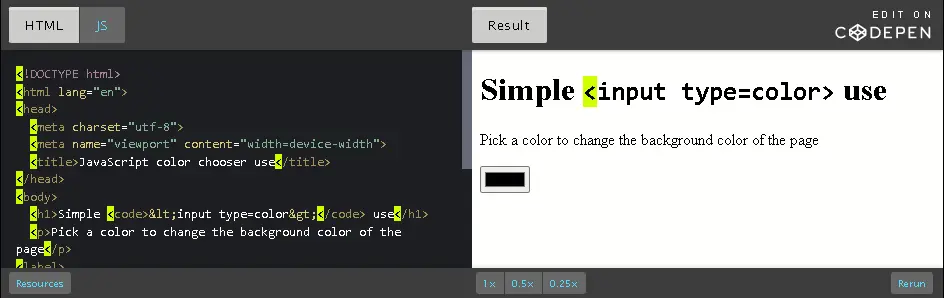 HTML JS
<!DOCTYPE html>
<html lang="en">
<head>
<meta charset="utf-8">
<meta name="viewport" content="width=device-width">
<title>JavaScript color chooser use</title>
</head>
<body>
<h1>Simple <code>&lt;input type=color&gt;</code> use</h1>
<p>Pick a color to change the background color of the
page</p>
<label>
Resources
Result
EDIT ON
CODEPEN
Simple <input type=color> use
Pick a color to change the background color of the page
1x 0.5x 0.25x
Rerun